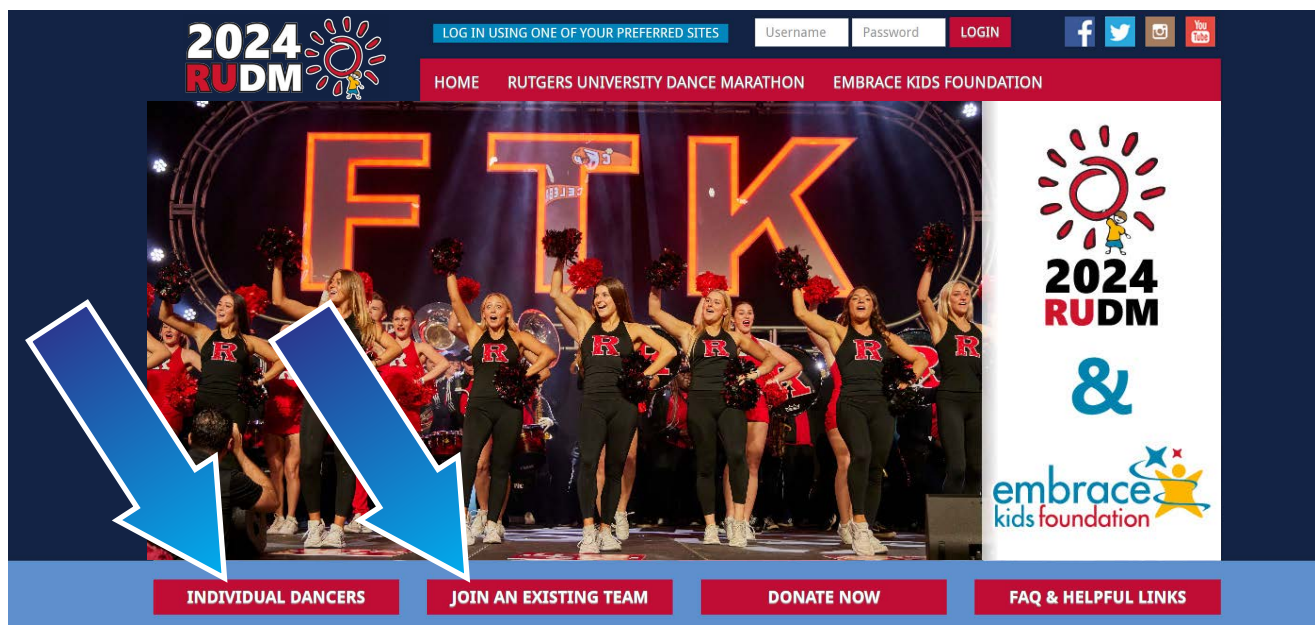 2024
RUDM
LOG IN USING ONE OF YOUR PREFERRED SITES
Username
Password
LOGIN
f
You
Tube
HOME
RUTGERS UNIVERSITY DANCE MARATHON
EMBRACE KIDS FOUNDATION
FTK
R
R
R
R
R
2024
RUDM
&
embrace
kids foundation
INDIVIDUAL DANCERS
JOIN AN EXISTING TEAM
DONATE NOW
FAQ & HELPFUL LINKS